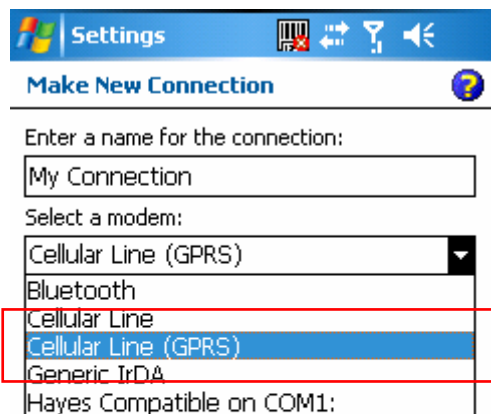 Settings
Make New Connection
Enter a name for the connection:
My Connection
Select a modem:
Cellular Line (GPRS)
Bluetooth
Cellular Line
Cellular Line (GPRS)
Generic IrDA
Hayes Compatible on COM1: